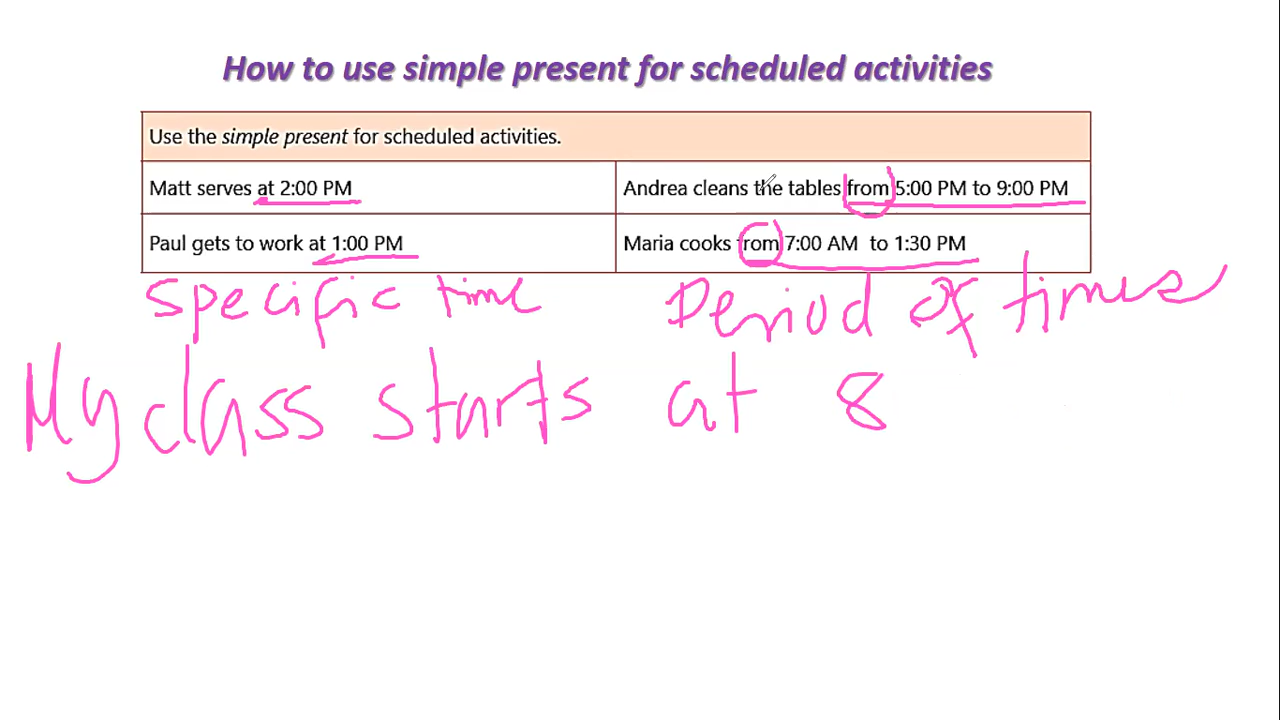 How to use simple present for scheduled activities
Use the simple present for scheduled activities.
Matt serves at 2:00 PM
Andrea cleans the tables from 5:00 PM to 9:00 PM
Paul gets to work at 1:00 PM
Maria cooks from 7:00 AM to 1:30 PM
Specific time
Period of times
My class starts at 8